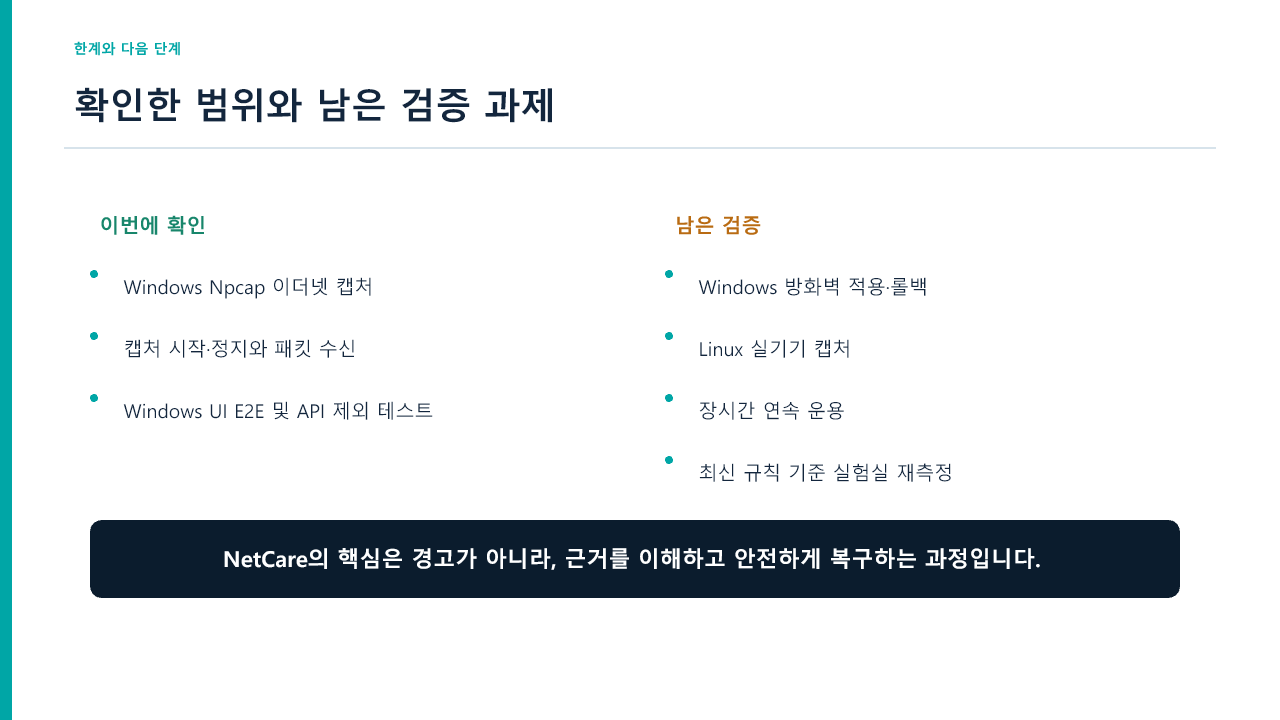 한계와 다음 단계
확인한 범위와 남은 검증 과제
이번에 확인
Windows Npcap 이더넷 캡처
캡처 시작·정지와 패킷 수신
Windows UI E2E 및 API 제외 테스트
남은 검증
Windows 방화벽 적용·롤백
Linux 실기기 캡처
장시간 연속 운용
최신 규칙 기준 실험실 재측정
NetCare의 핵심은 경고가 아니라, 근거를 이해하고 안전하게 복구하는 과정입니다.